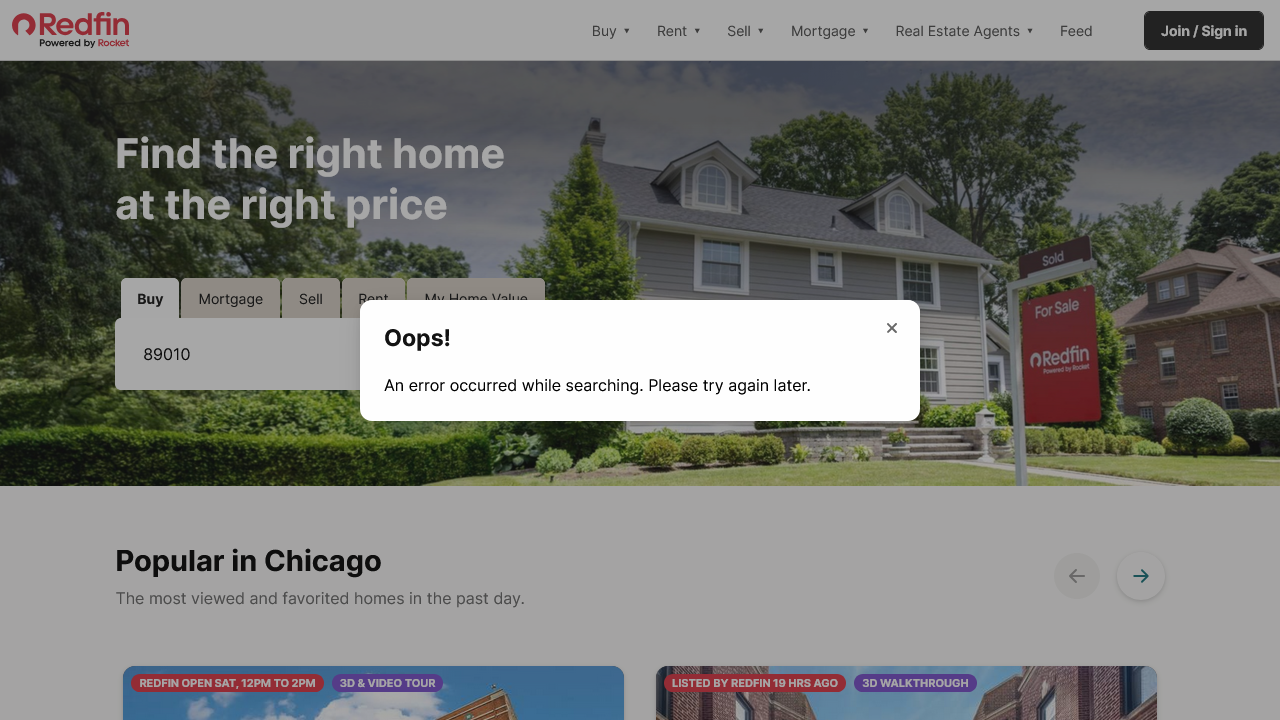 Redfin
Powered by Rocket
Buy ▾
Rent ▾
Sell ▾
Mortgage ▾
Real Estate Agents ▾
Feed
Join / Sign in
Find the right home
at the right price
Sold
For Sale
Redfin
Powered by Rocket
Buy
Mortgage
Sell
Rent
My Home Value
89010
Oops!
An error occurred while searching. Please try again later.
Popular in Chicago
The most viewed and favorited homes in the past day.
REDFIN OPEN SAT, 12PM TO 2PM
3D & VIDEO TOUR
LISTED BY REDFIN 19 HRS AGO
3D WALKTHROUGH